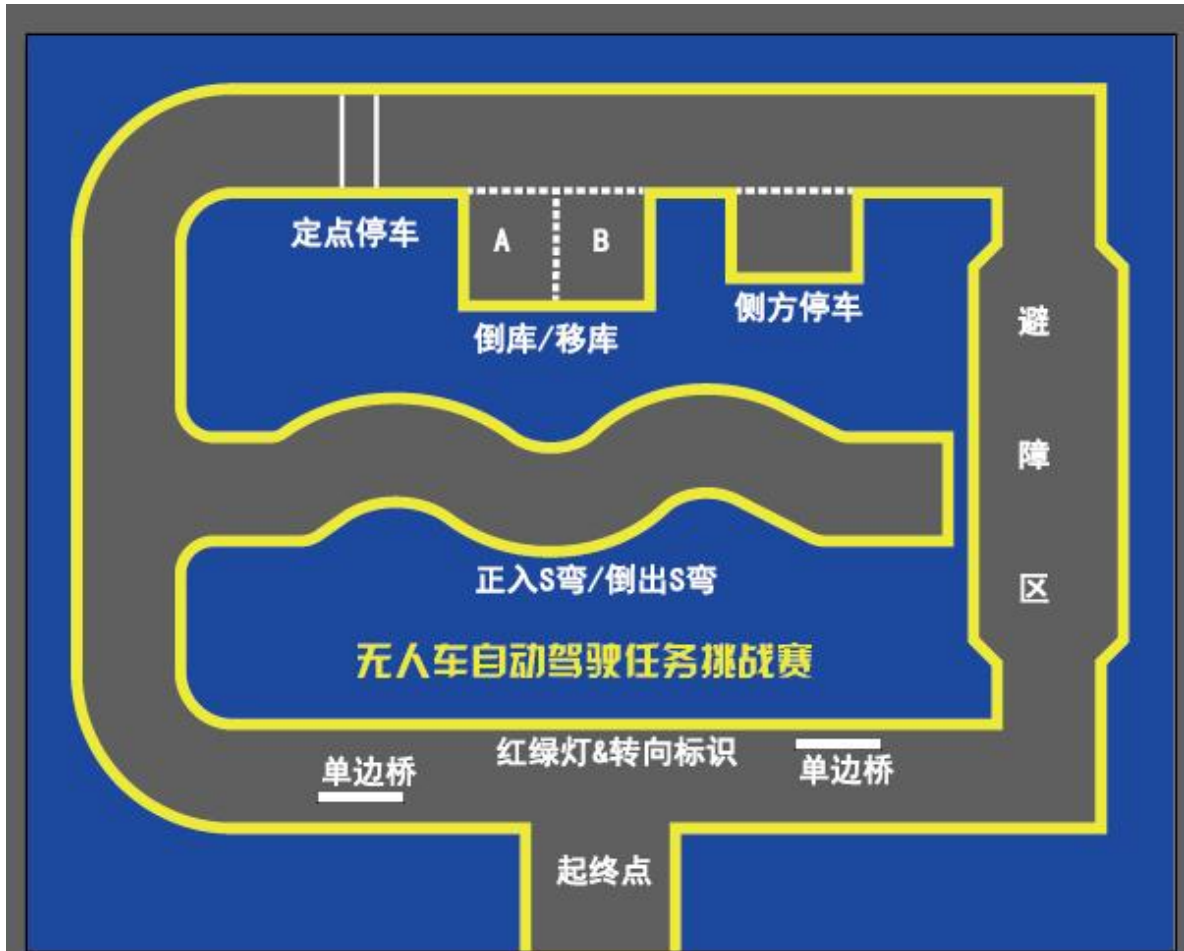 定点停车
A
B
倒库/移库
侧方停车
避
障
区
正入S弯/倒出S弯
无人车自动驾驶任务挑战赛
红绿灯&转向标识
单边桥
单边桥
起终点